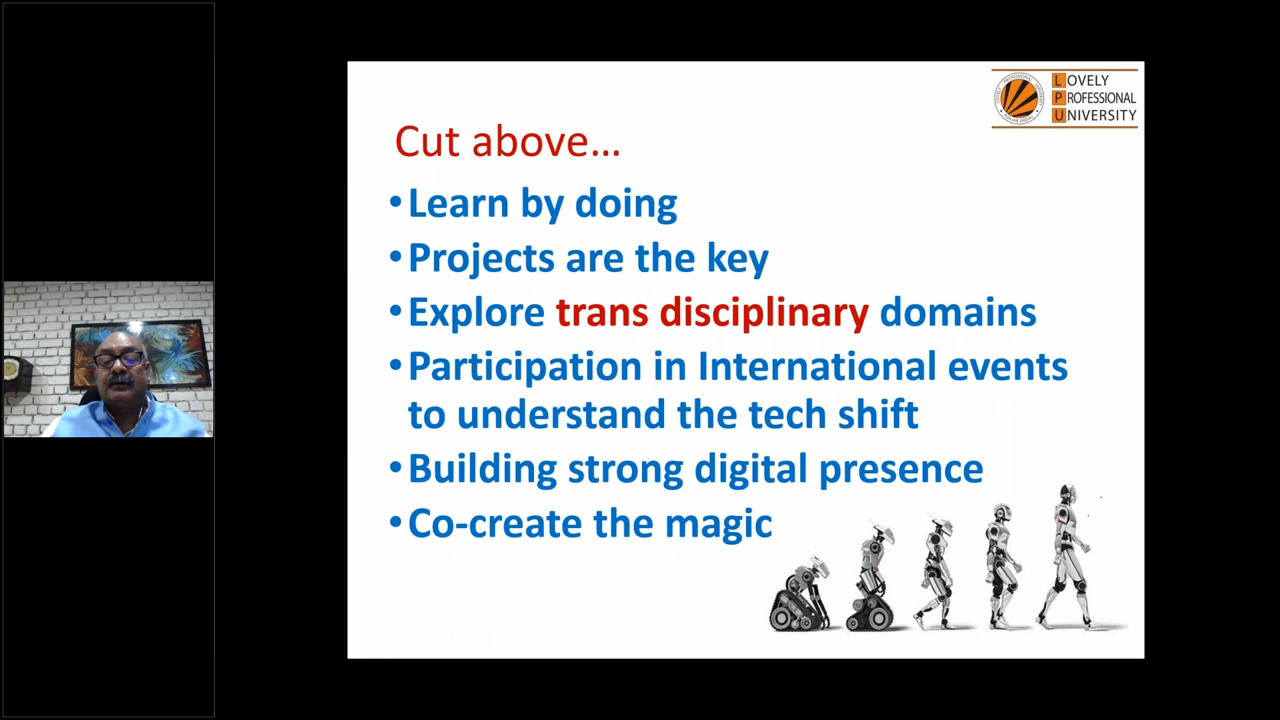 LOVELY
PROFESSIONAL
UNIVERSITY
Cut above...
•Learn by doing
•Projects are the key
•Explore trans disciplinary domains
•Participation in International events
to understand the tech shift
•Building strong digital presence
•Co-create the magic